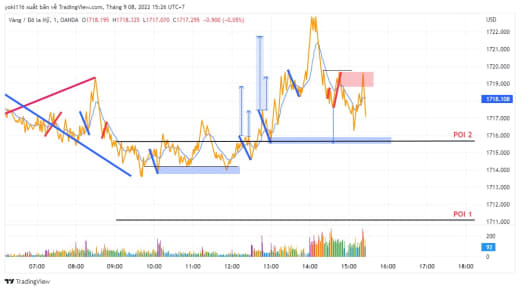 yoki116 xuất bản về TradingView.com, Tháng 9 08, 2022 15:26 UTC+7
Vàng / Đô la Mỹ, 1, OANDA O1718.195 H1718.325 L1717.070 C1717.295 −0.900 (−0.05%)
USD
1722.000
1721.000
1720.000
1719.000
1718.108
1717.000
POI 2
1716.000
1715.000
1714.000
1713.000
1712.000
POI 1
1711.000
200
92
07:00 08:00 09:00 10:00 11:00 12:00 13:00 14:00 15:00 16:00 17:00 18:00
TradingView